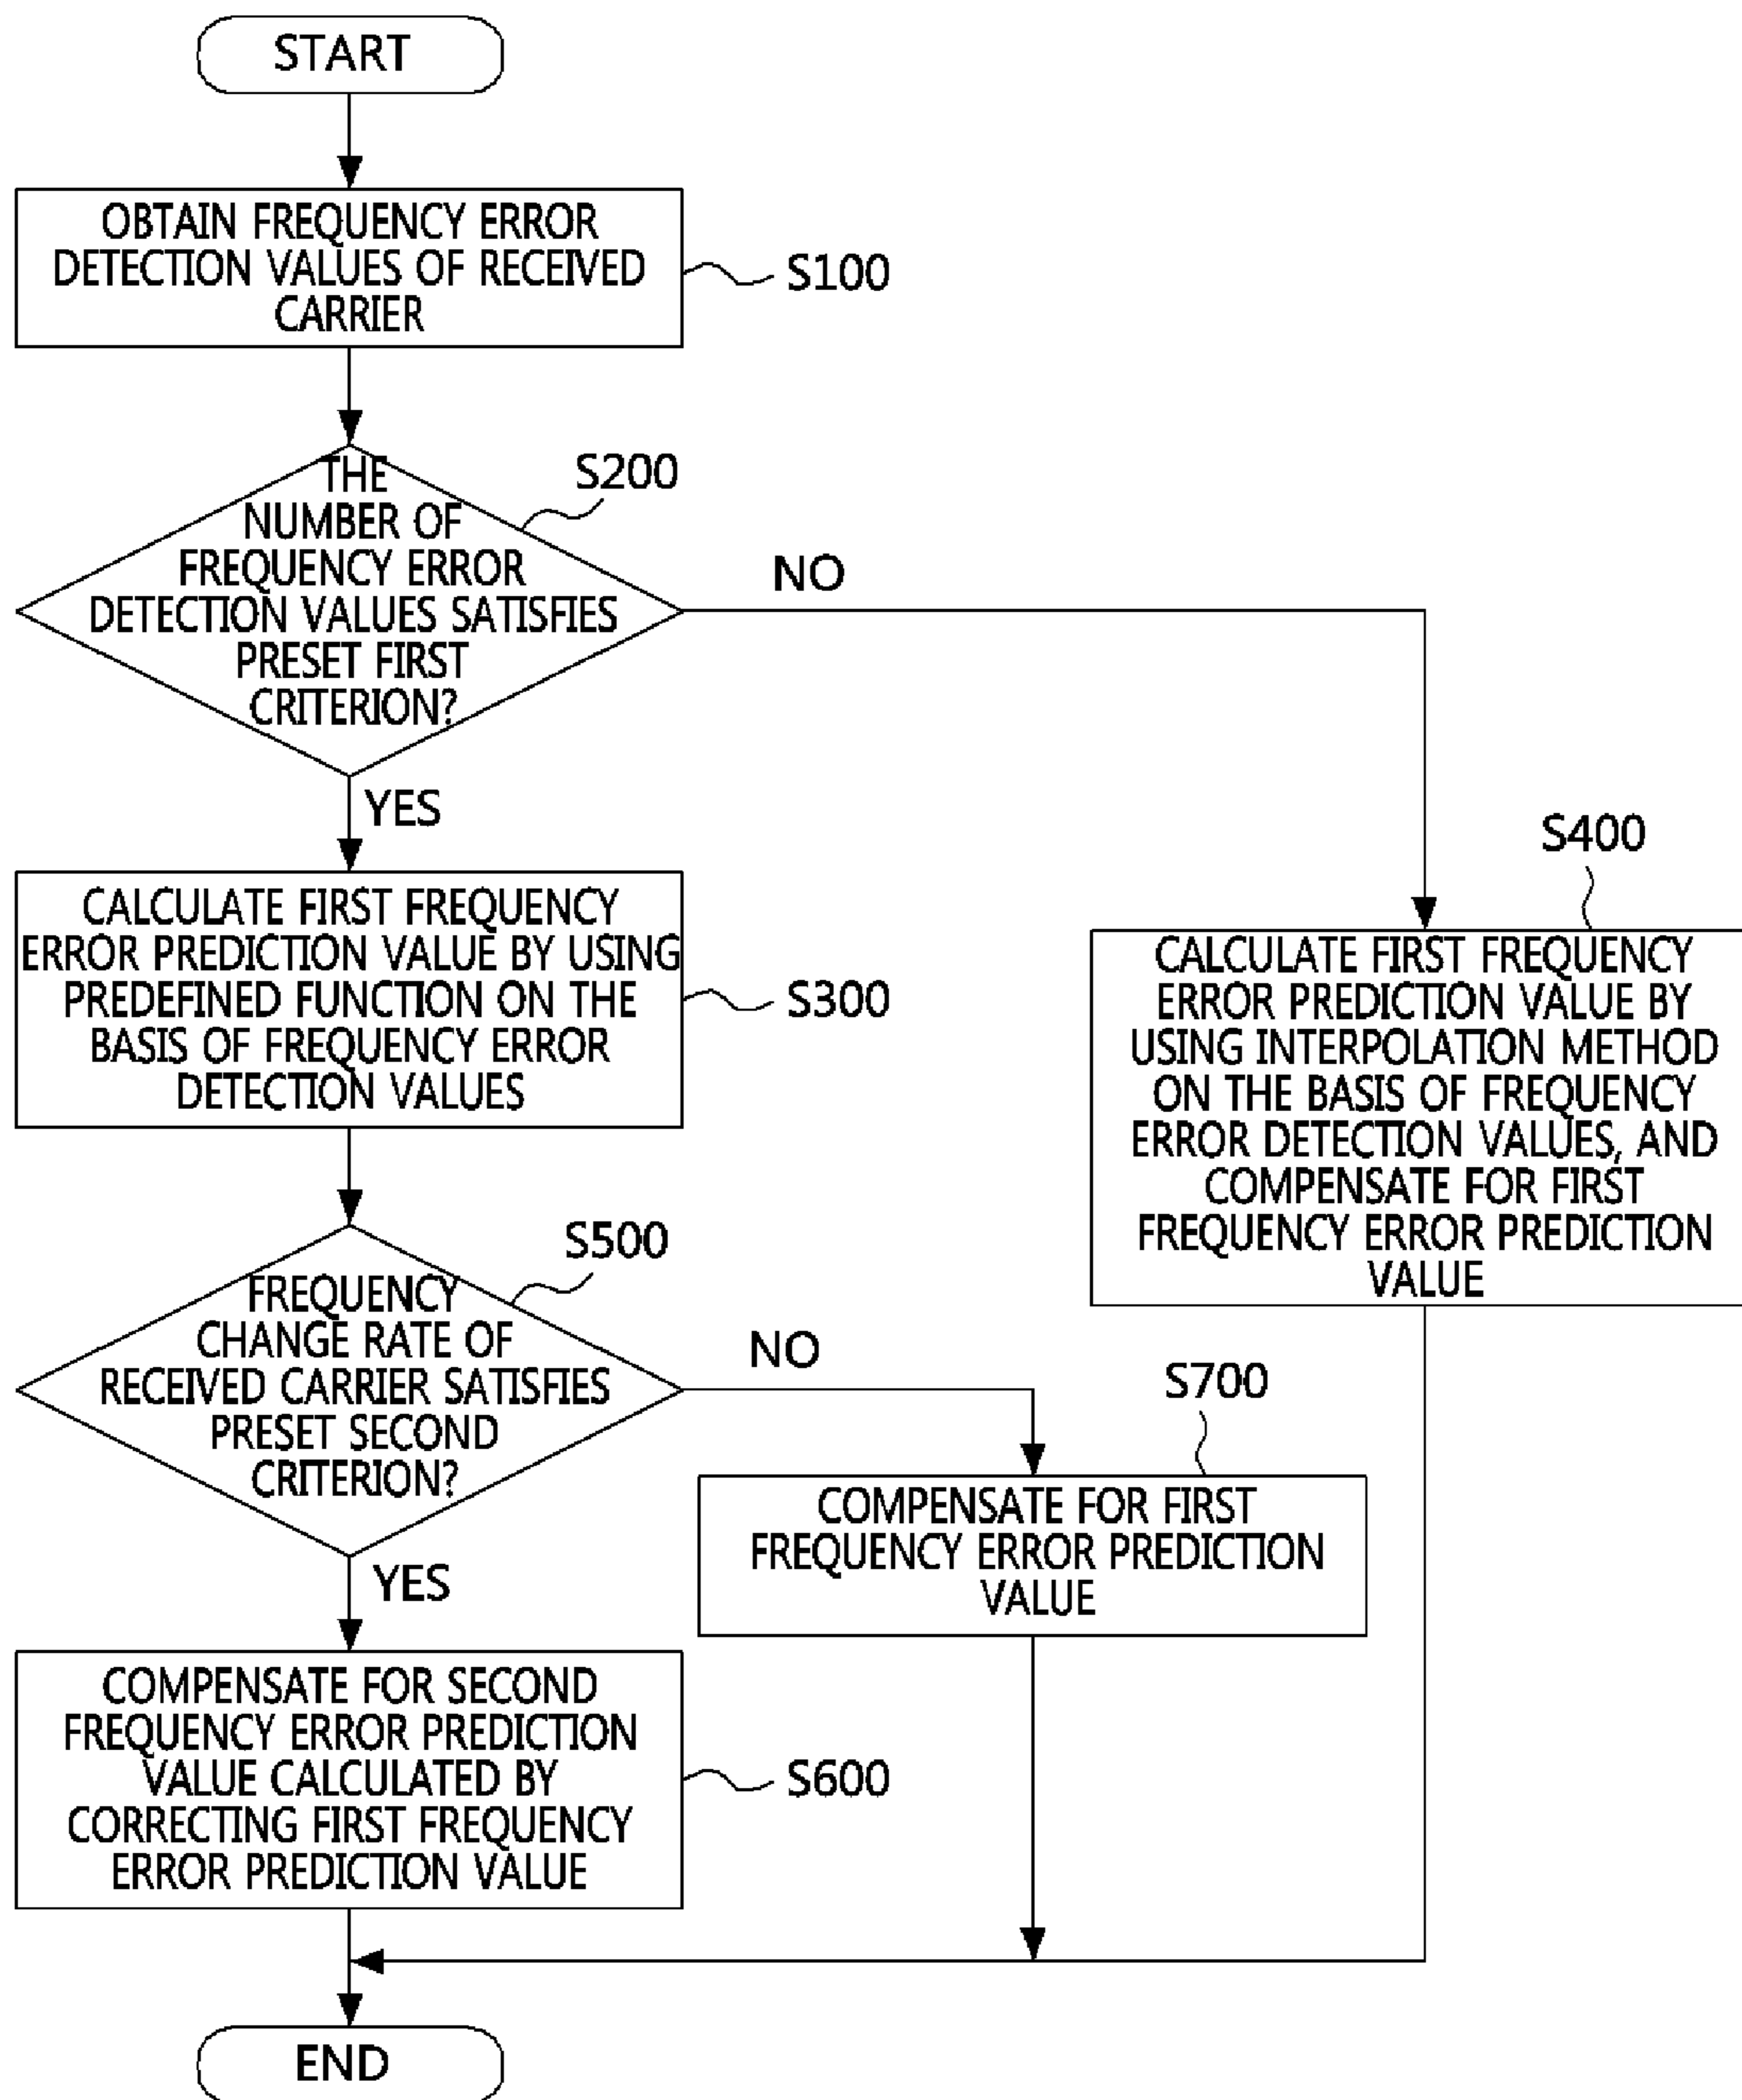 START
OBTAIN FREQUENCY ERROR
DETECTION VALUES OF RECEIVED
CARRIER
S100
THE
NUMBER OF
FREQUENCY ERROR
DETECTION VALUES SATISFIES
PRESET FIRST
CRITERION?
S200
NO
YES
CALCULATE FIRST FREQUENCY
ERROR PREDICTION VALUE BY USING
PREDEFINED FUNCTION ON THE
BASIS OF FREQUENCY ERROR
DETECTION VALUES
S300
S400
CALCULATE FIRST FREQUENCY
ERROR PREDICTION VALUE BY
USING INTERPOLATION METHOD
ON THE BASIS OF FREQUENCY
ERROR DETECTION VALUES, AND
COMPENSATE FOR FIRST
FREQUENCY ERROR PREDICTION
VALUE
S500
FREQUENCY
CHANGE RATE OF
RECEIVED CARRIER SATISFIES
PRESET SECOND
CRITERION?
NO
YES
S700
COMPENSATE FOR FIRST
FREQUENCY ERROR PREDICTION
VALUE
COMPENSATE FOR SECOND
FREQUENCY ERROR PREDICTION
VALUE CALCULATED BY
CORRECTING FIRST FREQUENCY
ERROR PREDICTION VALUE
S600
END